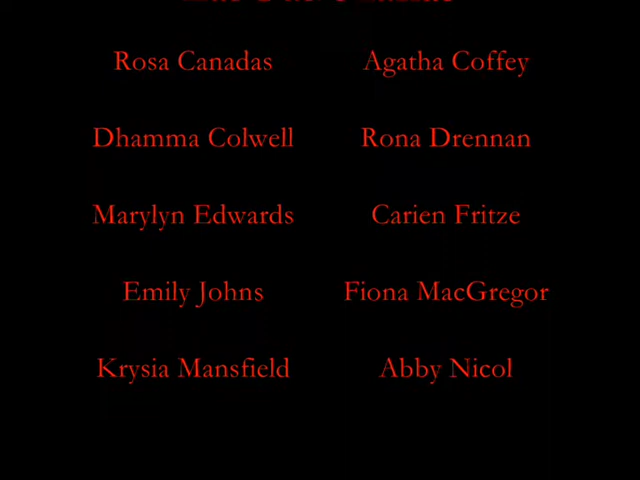 Rosa Canadas Agatha Coffey
Dhamma Colwell Rona Drennan
Marylyn Edwards Carien Fritze
Emily Johns Fiona MacGregor
Krysia Mansfield Abby Nicol